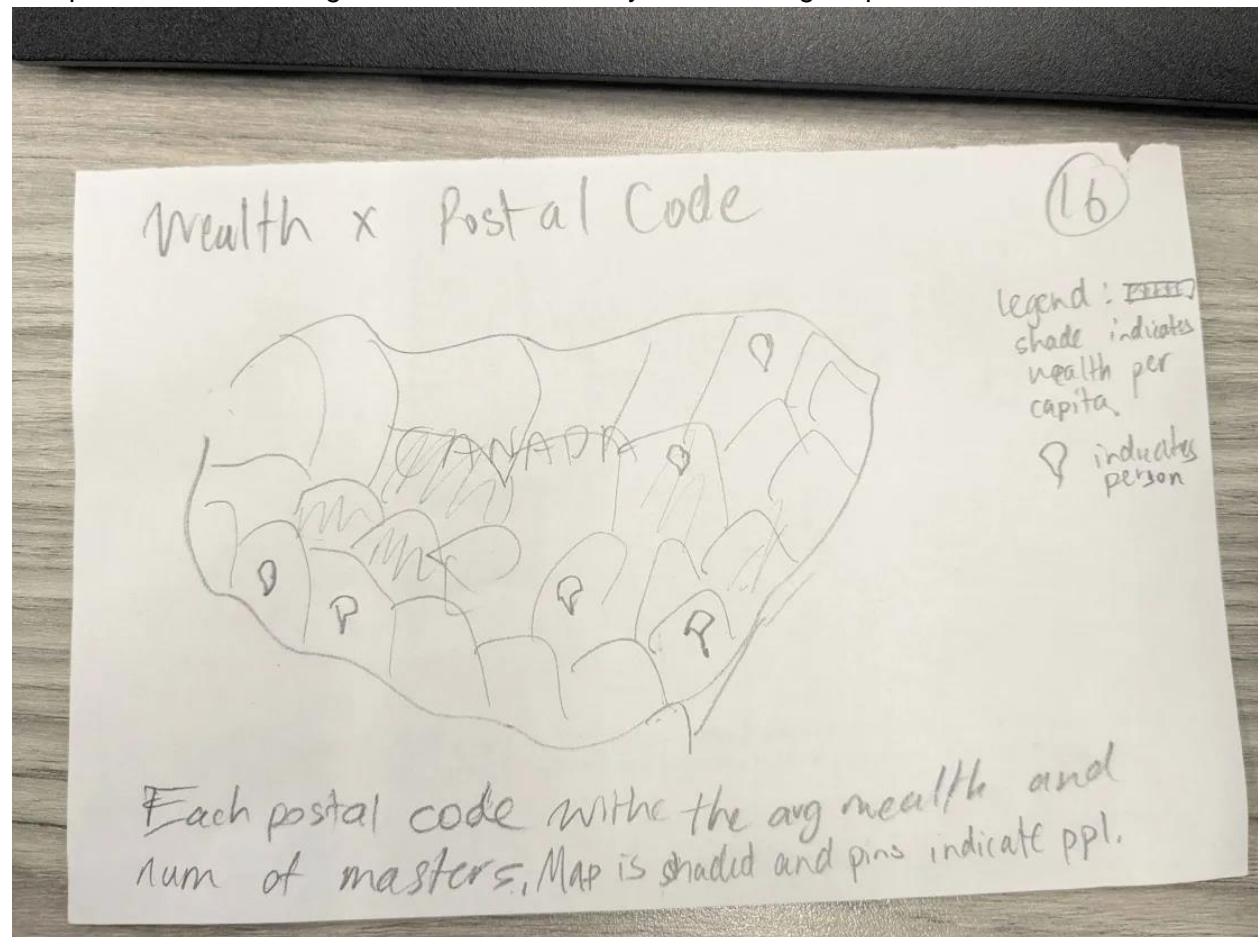 Wealth x Postal Code
16
legend:
shade indicates
wealth per
capita.
indicates
person
CANADA
Each postal code withe the avg wealth and
num of masters, Map is shaded and pins indicate ppl.